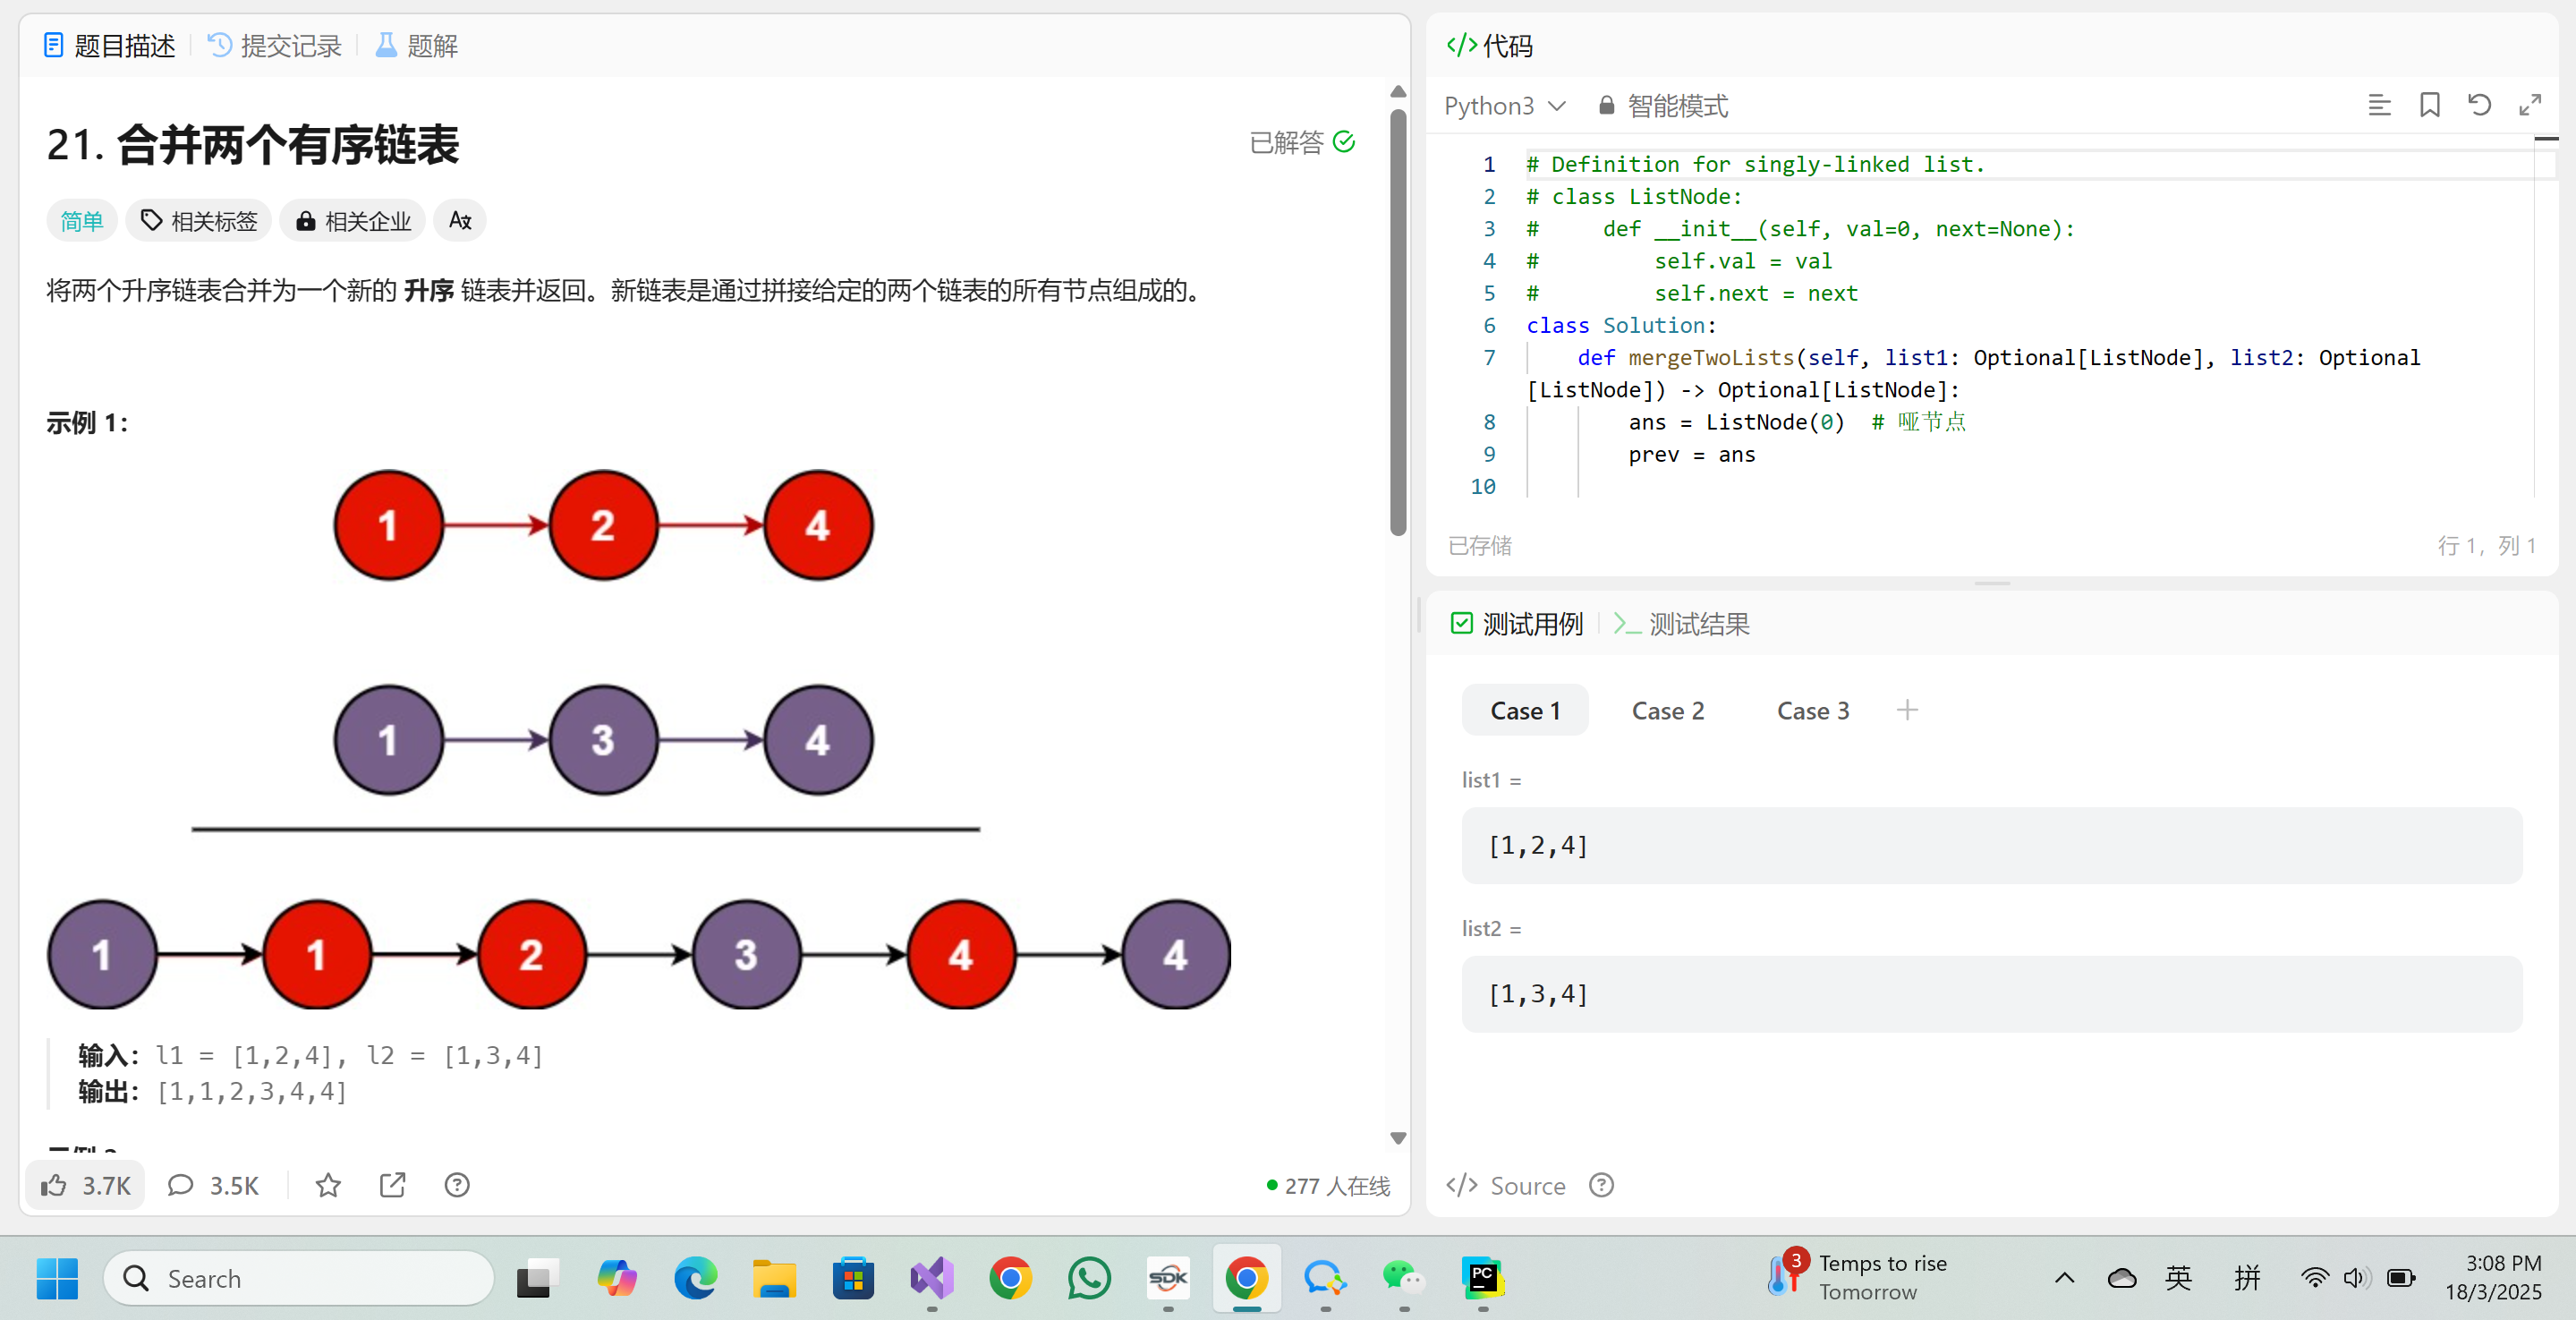 题目描述 提交记录 题解
21. 合并两个有序链表
已解答
简单 相关标签 相关企业
将两个升序链表合并为一个新的 升序 链表并返回。新链表是通过拼接给定的两个链表的所有节点组成的。
示例 1：
1 2 4
1 3 4
1 1 2 3 4 4
输入：l1 = [1,2,4], l2 = [1,3,4]
输出：[1,1,2,3,4,4]
3.7K 3.5K 277 人在线
</>代码
Python3 智能模式
1 # Definition for singly-linked list.
2 # class ListNode:
3 #     def __init__(self, val=0, next=None):
4 #         self.val = val
5 #         self.next = next
6 class Solution:
7     def mergeTwoLists(self, list1: Optional[ListNode], list2: Optional
[ListNode]) -> Optional[ListNode]:
8         ans = ListNode(0)  # 哑节点
9         prev = ans
10
已存储 行 1, 列 1
测试用例 >_ 测试结果
Case 1 Case 2 Case 3 +
list1 =
[1,2,4]
list2 =
[1,3,4]
</> Source
Search
SDK
PC
3
Temps to rise
Tomorrow
英 拼
3:08 PM
18/3/2025